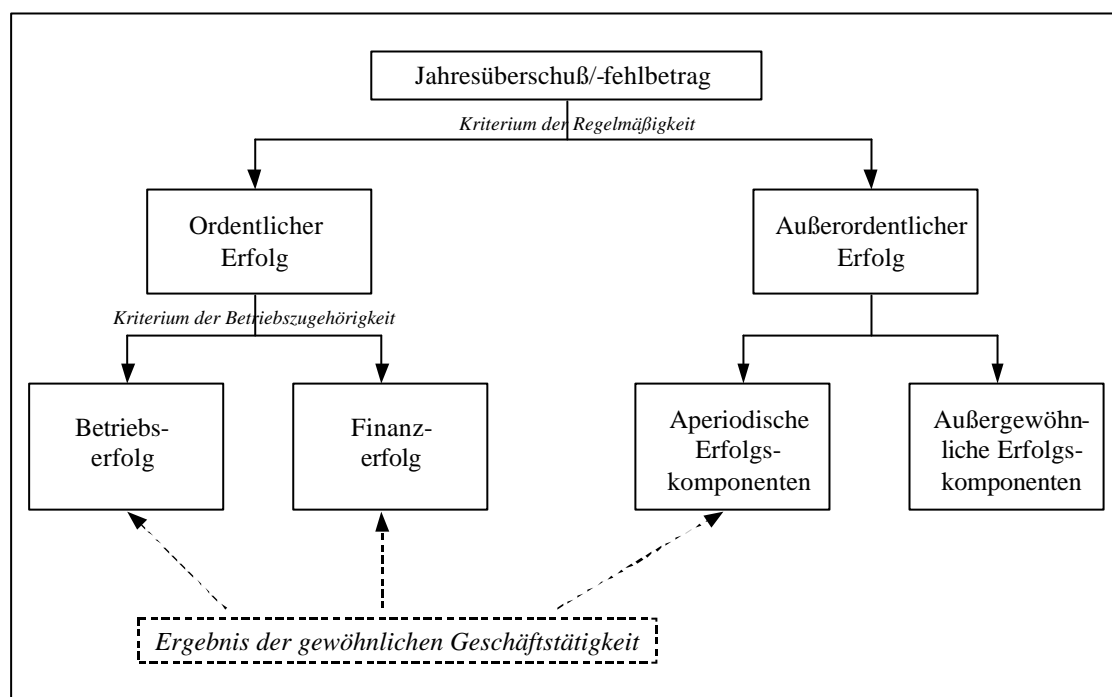 Jahresüberschuß/-fehlbetrag
Kriterium der Regelmäßigkeit
Ordentlicher
Erfolg
Außerordentlicher
Erfolg
Kriterium der Betriebszugehörigkeit
Betriebs-
erfolg
Finanz-
erfolg
Aperiodische
Erfolgs-
komponenten
Außergewöhn-
liche Erfolgs-
komponenten
Ergebnis der gewöhnlichen Geschäftstätigkeit